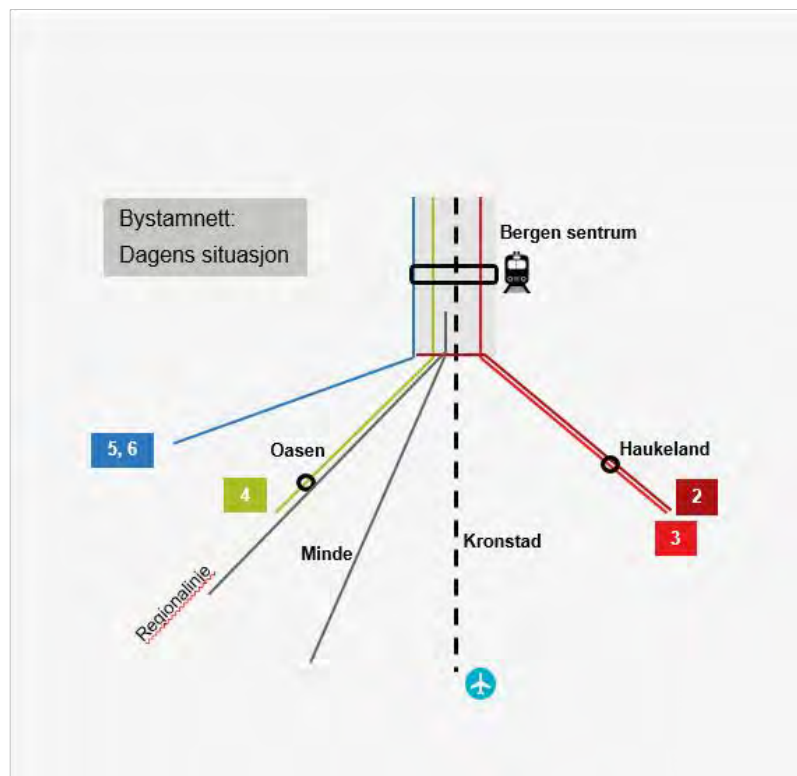 Bystamnett:
Dagens situasjon
Bergen sentrum
5, 6
Oasen
Haukeland
4
2
3
Minde
Kronstad
Regionalinje